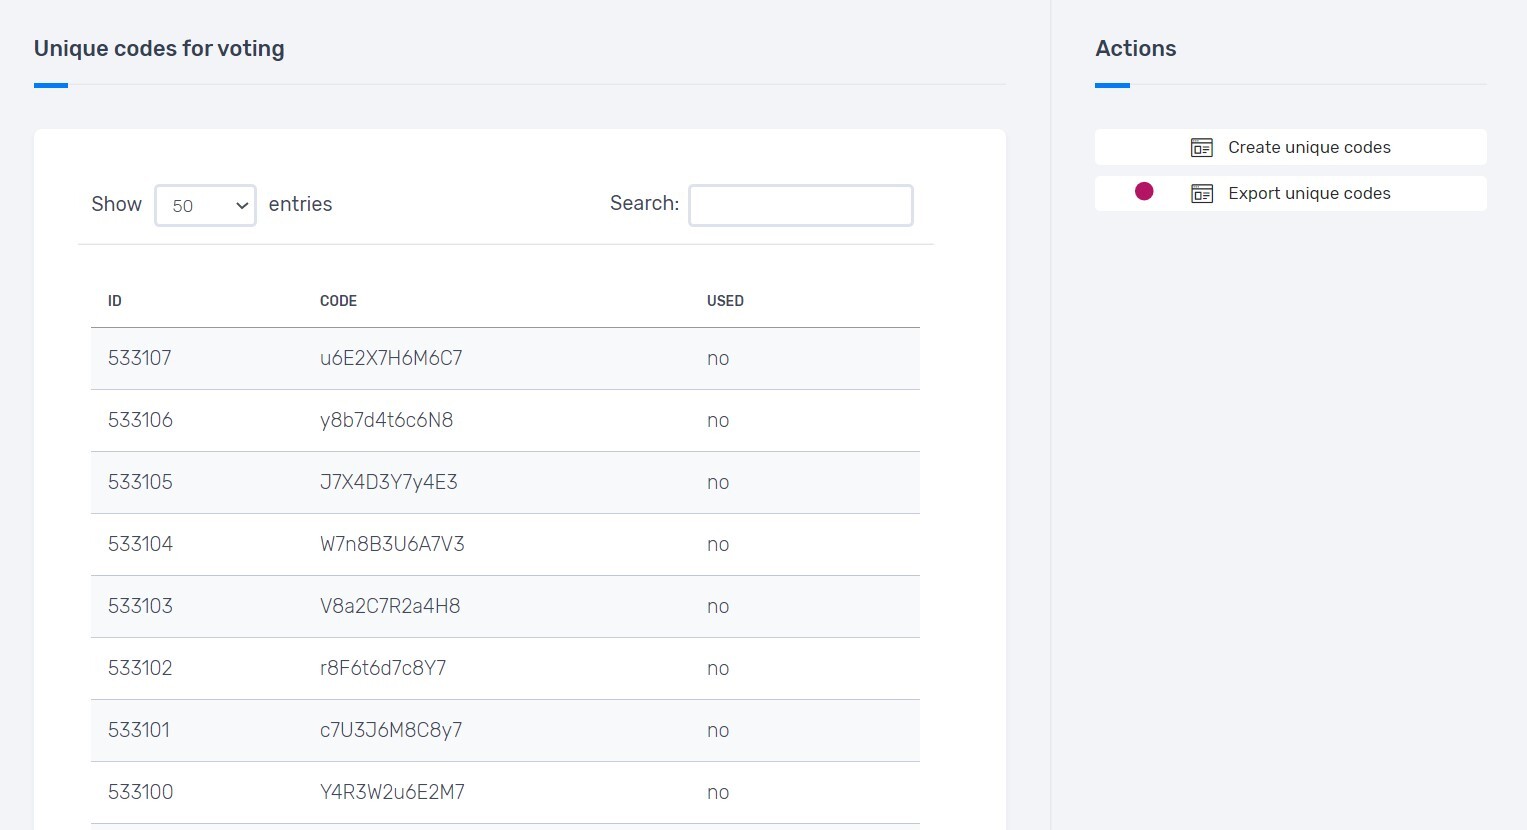 Unique codes for voting
Actions
Create unique codes
Export unique codes
Show 50 entries Search:
ID CODE USED
533107 u6E2X7H6M6C7 no
533106 y8b7d4t6c6N8 no
533105 J7X4D3Y7y4E3 no
533104 W7n8B3U6A7V3 no
533103 V8a2C7R2a4H8 no
533102 r8F6t6d7c8Y7 no
533101 c7U3J6M8C8y7 no
533100 Y4R3W2u6E2M7 no